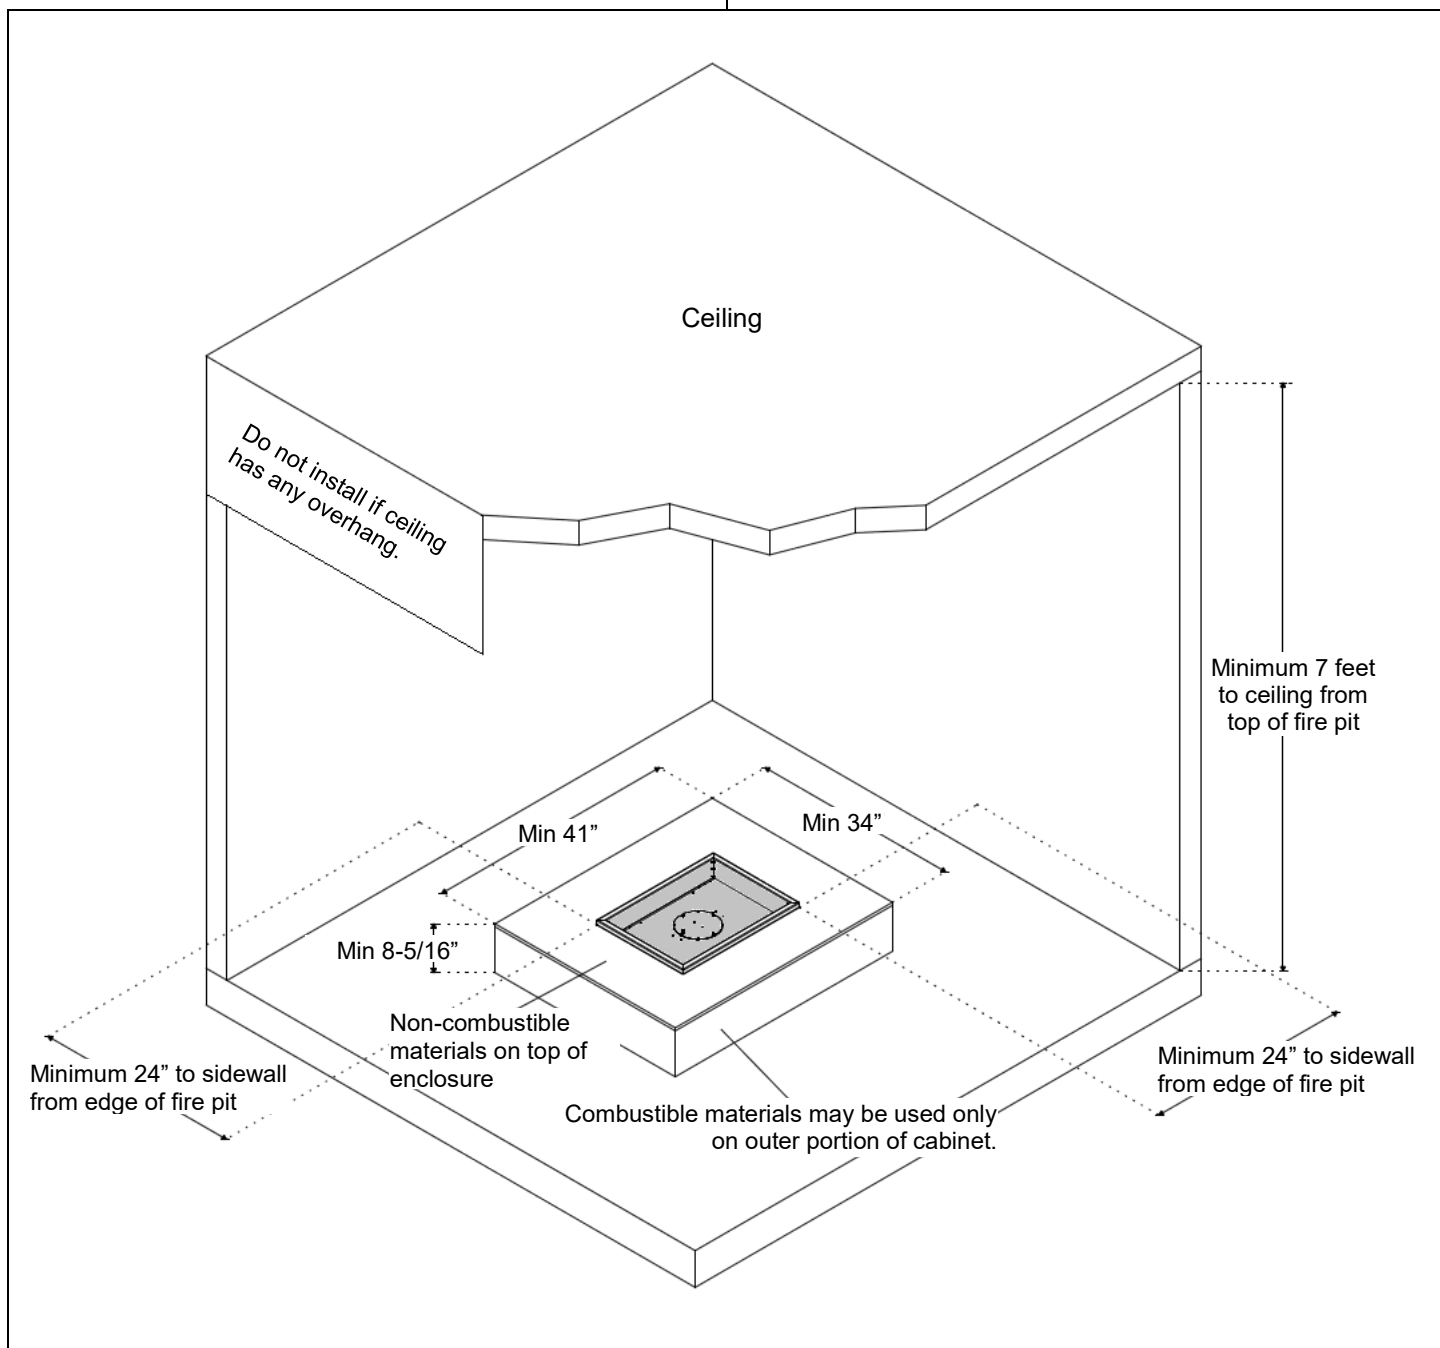 Ceiling
Do not install if ceiling
has any overhang.
Minimum 7 feet
to ceiling from
top of fire pit
Min 41”
Min 34”
Min 8-5/16”
Non-combustible
materials on top of
enclosure
Minimum 24” to sidewall
from edge of fire pit
Minimum 24” to sidewall
from edge of fire pit
Combustible materials may be used only
on outer portion of cabinet.